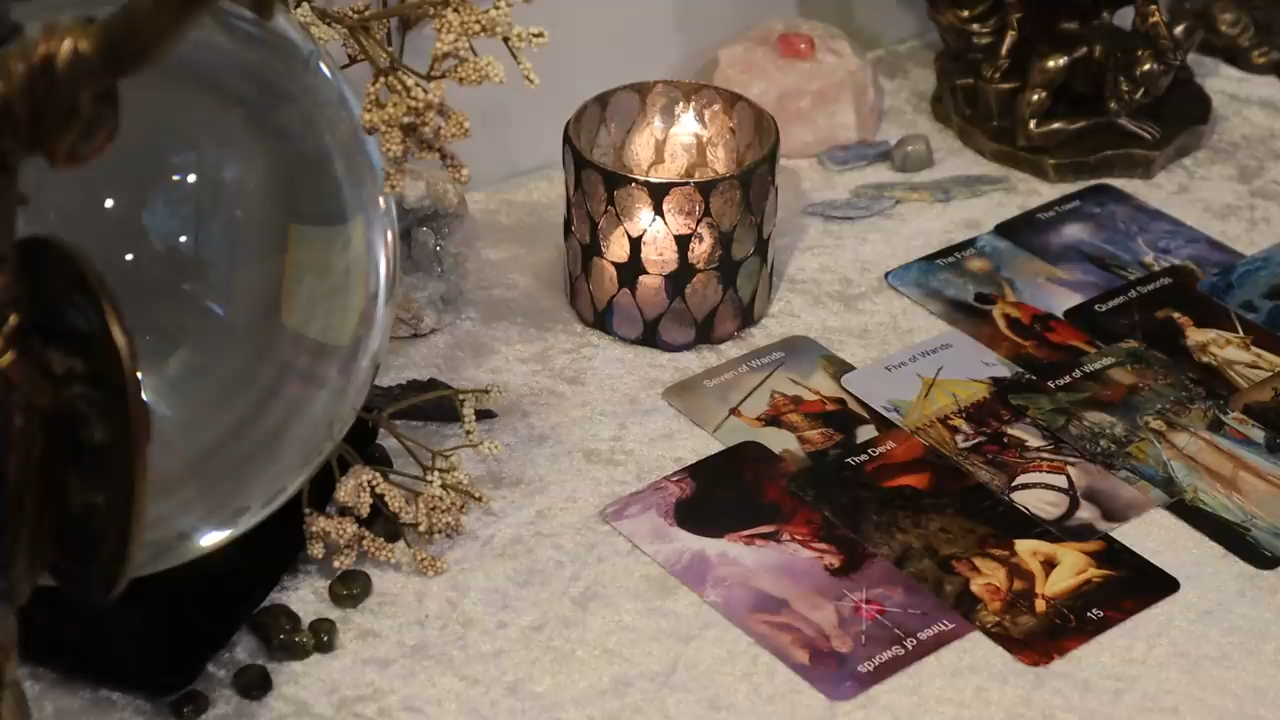 The Tower
The Fool
Queen of Swords
Seven of Wands
Five of Wands
Four of Wands
The Devil
15
Three of Swords